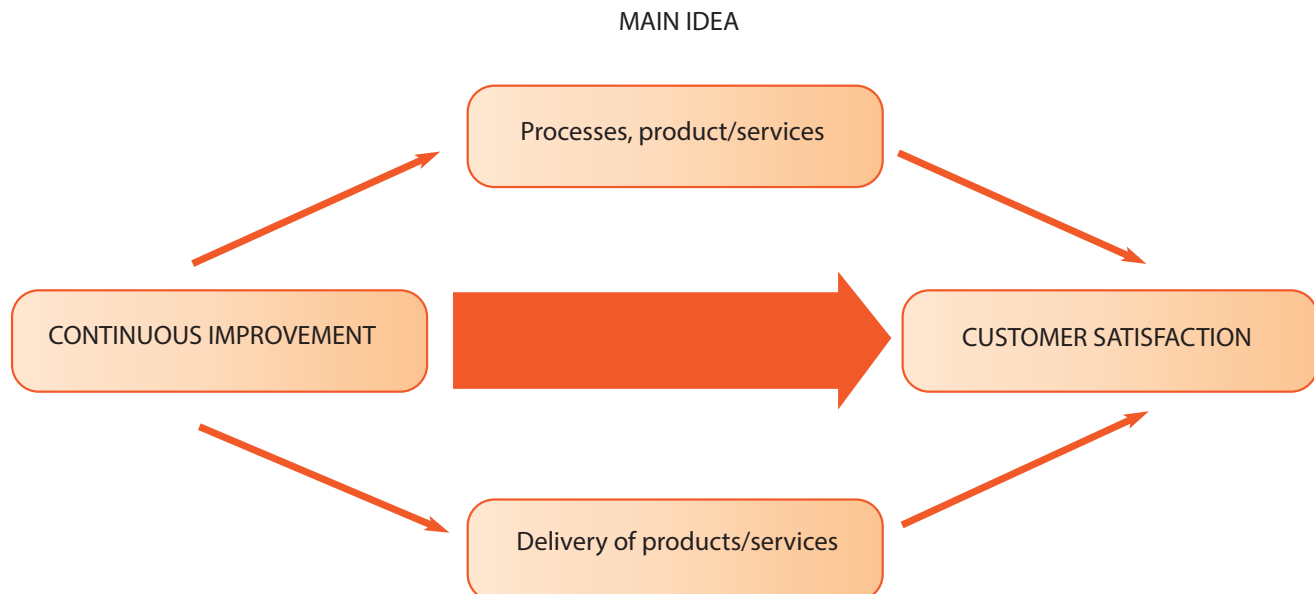 MAIN IDEA
Processes, product/services
CONTINUOUS IMPROVEMENT
CUSTOMER SATISFACTION
Delivery of products/services